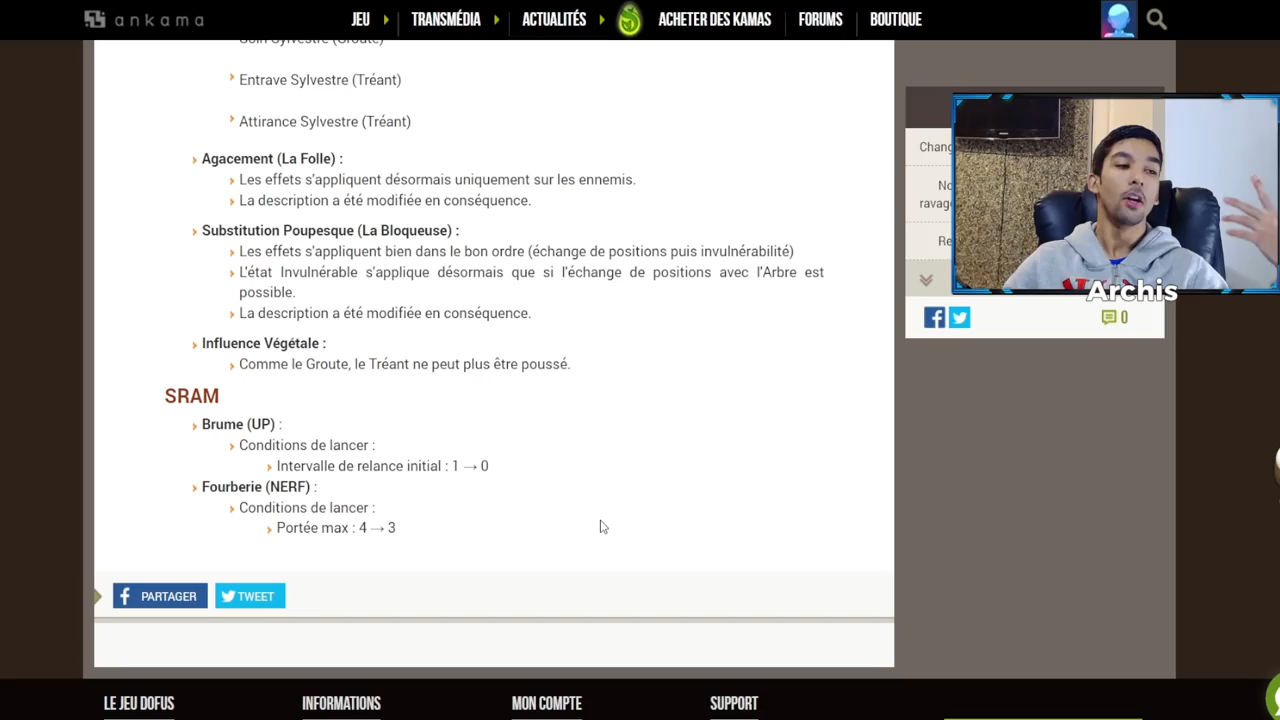 ankama
JEU
TRANSMÉDIA
ACTUALITÉS
ACHETER DES KAMAS
FORUMS
BOUTIQUE
Entrave Sylvestre (Tréant)
Attirance Sylvestre (Tréant)
Agacement (La Folle) :
Les effets s'appliquent désormais uniquement sur les ennemis.
La description a été modifiée en conséquence.
Substitution Poupesque (La Bloqueuse) :
Les effets s'appliquent bien dans le bon ordre (échange de positions puis invulnérabilité)
L'état Invulnérable s'applique désormais que si l'échange de positions avec l'Arbre est
possible.
La description a été modifiée en conséquence.
Influence Végétale :
Comme le Groute, le Tréant ne peut plus être poussé.
SRAM
Brume (UP) :
Conditions de lancer :
Intervalle de relance initial : 1 → 0
Fourberie (NERF) :
Conditions de lancer :
Portée max : 4 → 3
PARTAGER
TWEET
Archis
0
LE JEU DOFUS
INFORMATIONS
MON COMPTE
SUPPORT